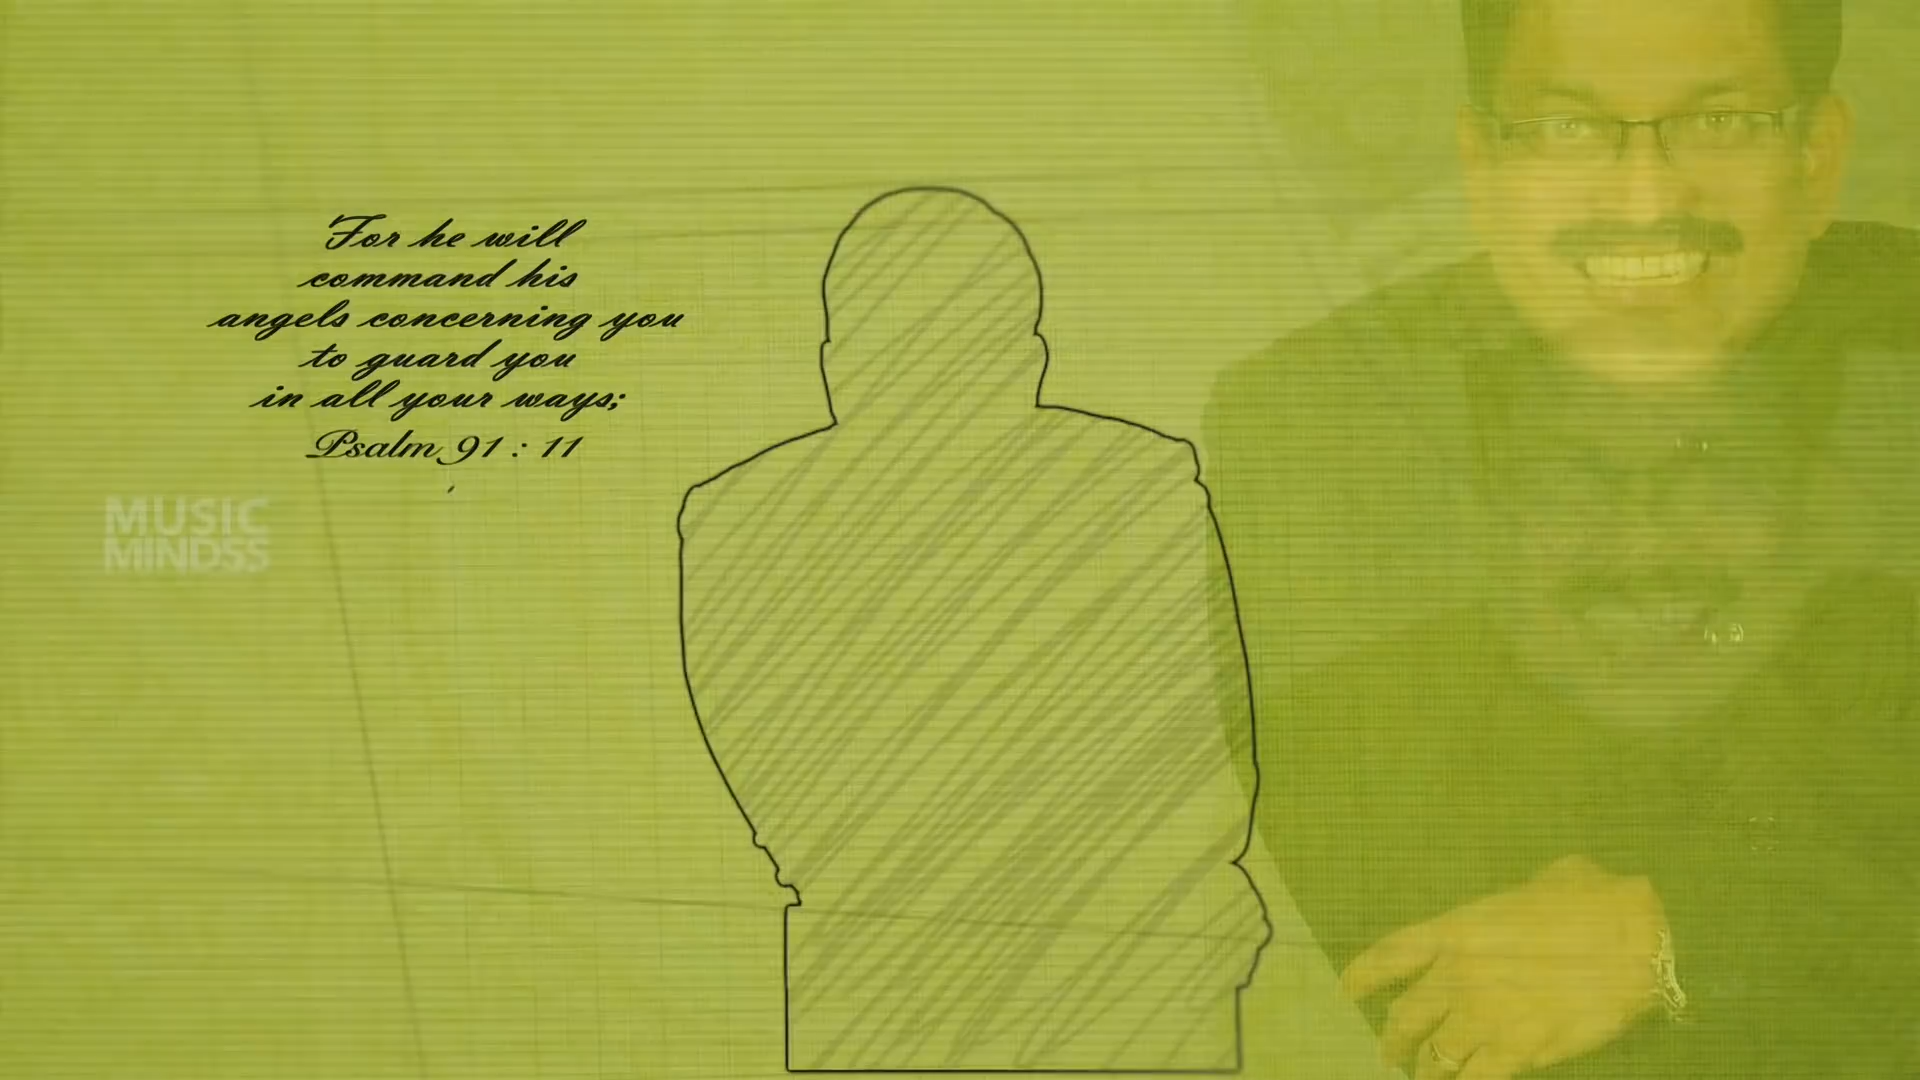 For he will
command his
angels concerning you
to guard you
in all your ways;
Psalm 91 : 11
MUSIC
MINDSS